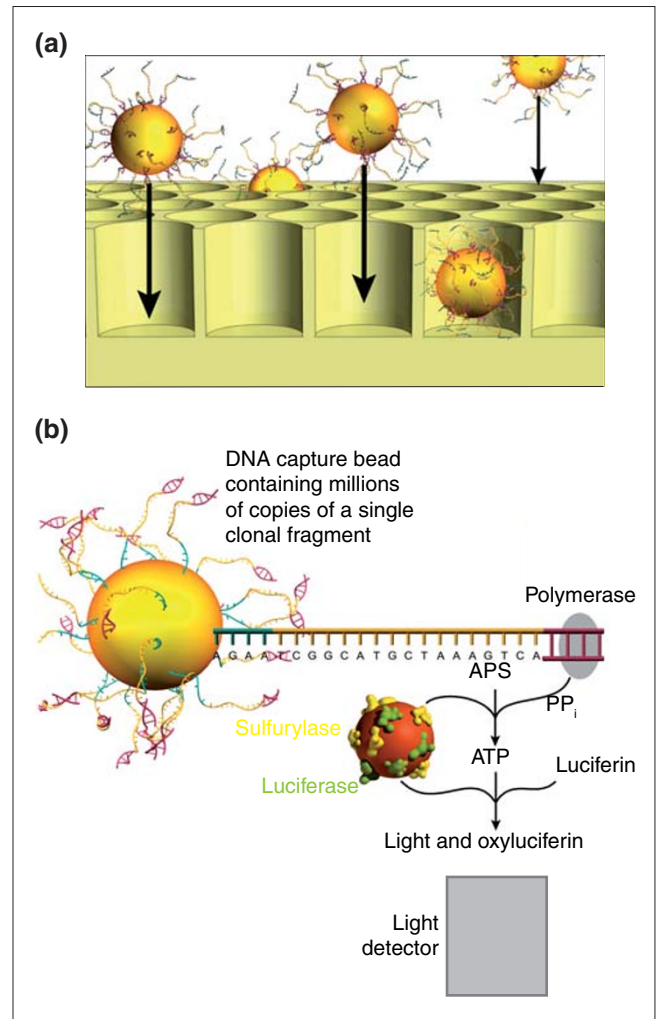 (a)
(b)
DNA capture bead
containing millions
of copies of a single
clonal fragment
Polymerase
A G A A T C G G C A T G C T A A A G T C A
APS
PPi
Sulfurylase
ATP
Luciferin
Luciferase
Light and oxyluciferin
Light
detector